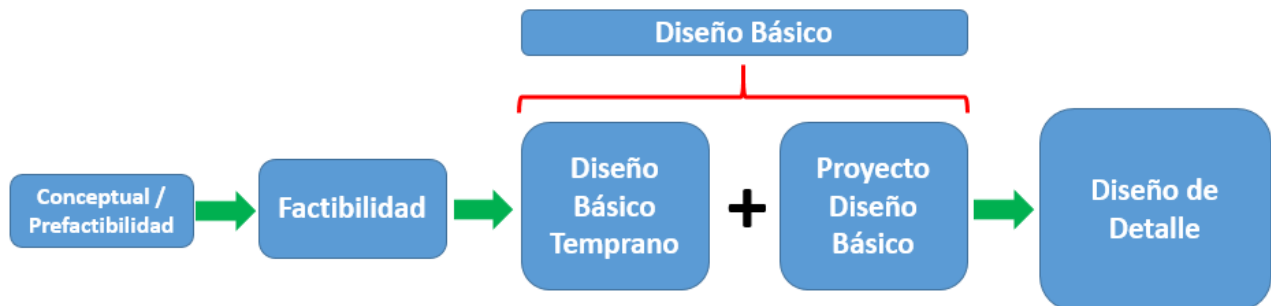 Diseño Básico
Conceptual /
Prefactibilidad
Factibilidad
Diseño
Básico
Temprano
+
Proyecto
Diseño
Básico
Diseño de
Detalle